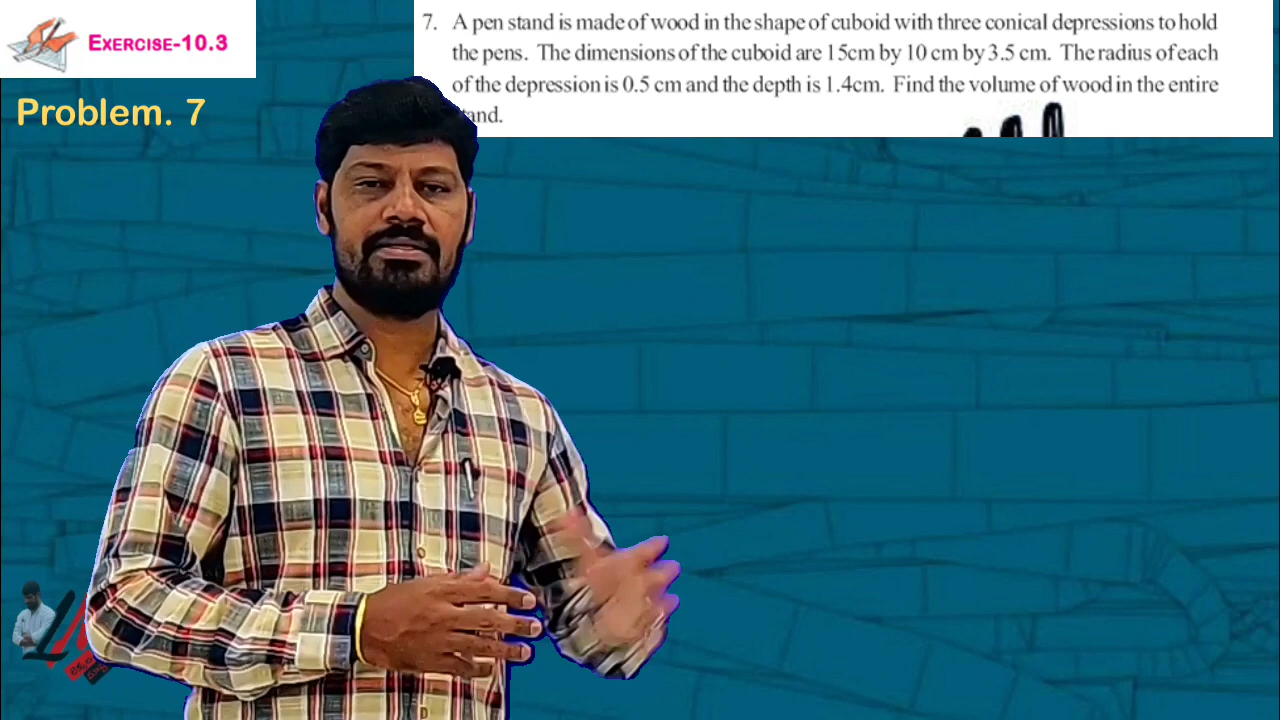 EXERCISE-10.3
Problem. 7
7. A pen stand is made of wood in the shape of cuboid with three conical depressions to hold
the pens. The dimensions of the cuboid are 15cm by 10 cm by 3.5 cm. The radius of each
of the depression is 0.5 cm and the depth is 1.4cm. Find the volume of wood in the entire